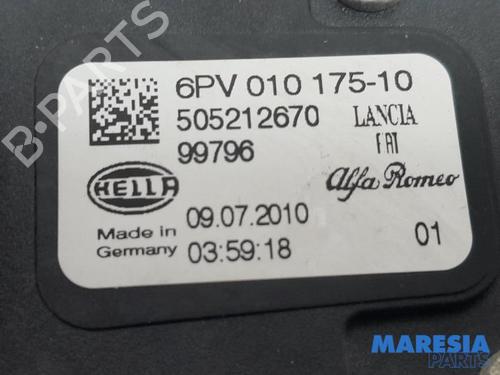 6PV 010 175-10
505212670 LANCIA
99796 FIAT
HELLA Alfa Romeo
Made in Germany 09.07.2010
03:59:18 01
B-PARTS
MARESIA
PARTS